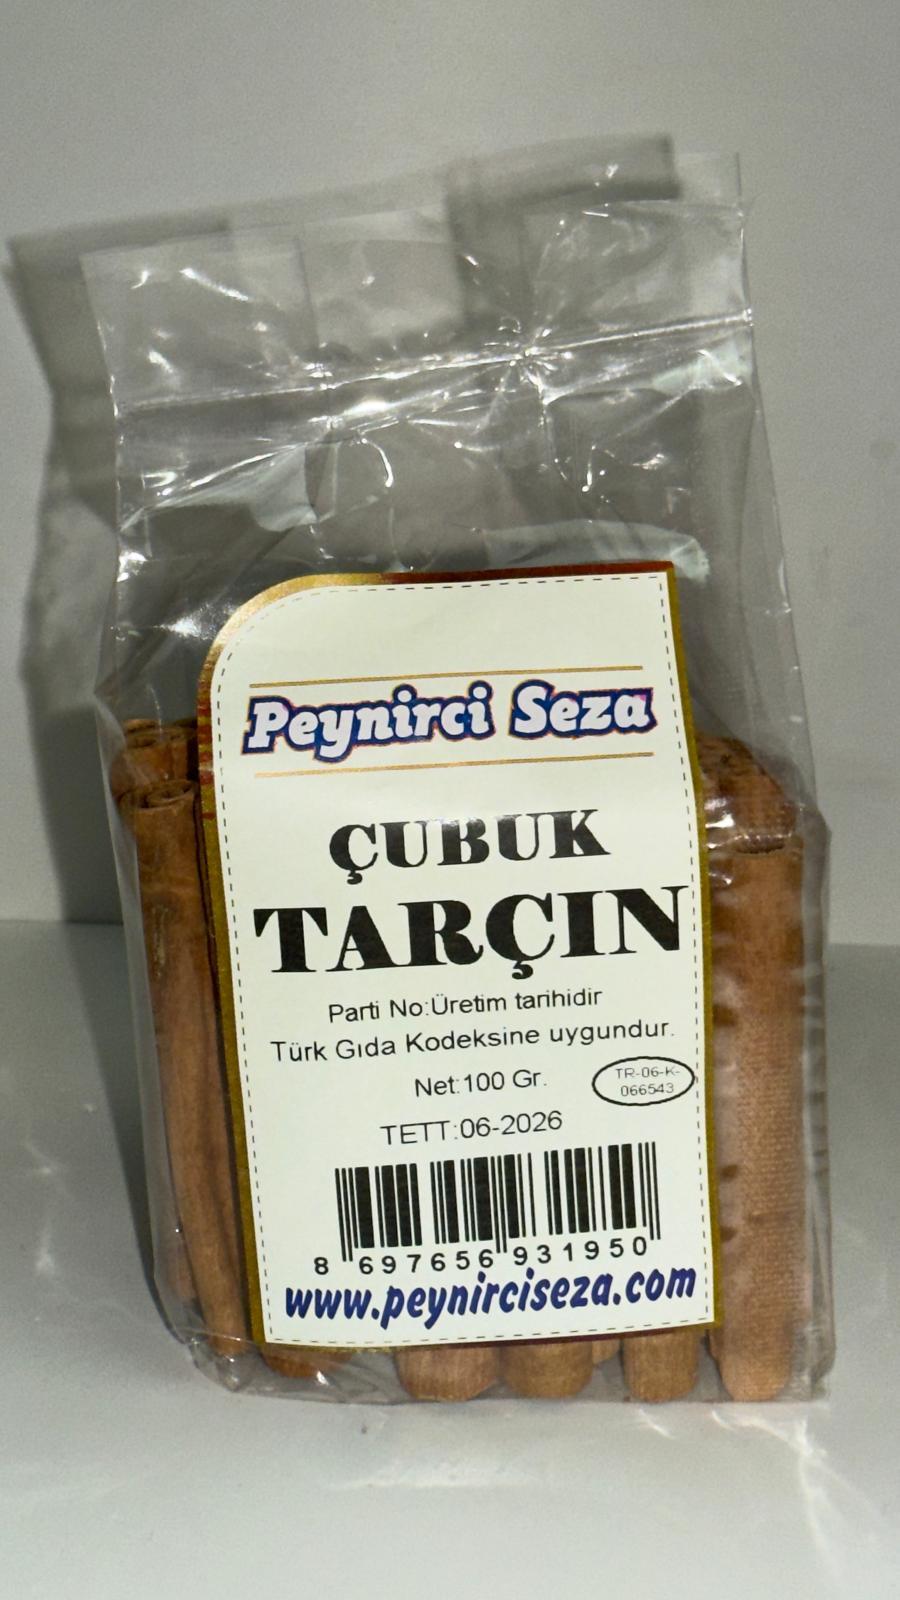 Peynirci Seza
ÇUBUK
TARÇIN
Parti No:Üretim tarihidir
Türk Gıda Kodeksine uygundur.
Net:100 Gr.
TR-06-K-
066543
TETT:06-2026
8 697656 931950
www.peynirciseza.com